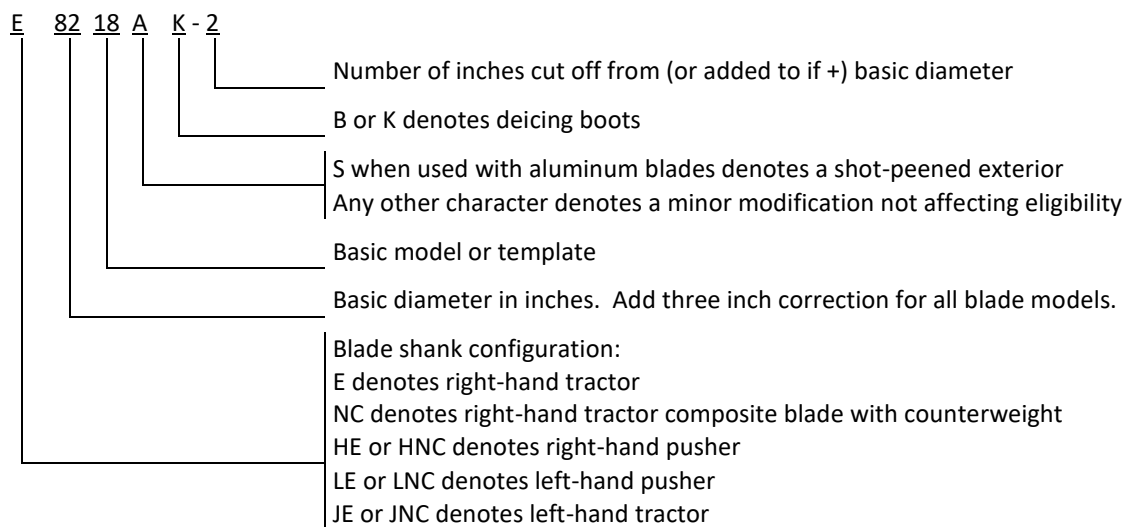 E 82 18 A K - 2
Number of inches cut off from (or added to if +) basic diameter
B or K denotes deicing boots
S when used with aluminum blades denotes a shot-peened exterior
Any other character denotes a minor modification not affecting eligibility
Basic model or template
Basic diameter in inches. Add three inch correction for all blade models.
Blade shank configuration:
E denotes right-hand tractor
NC denotes right-hand tractor composite blade with counterweight
HE or HNC denotes right-hand pusher
LE or LNC denotes left-hand pusher
JE or JNC denotes left-hand tractor